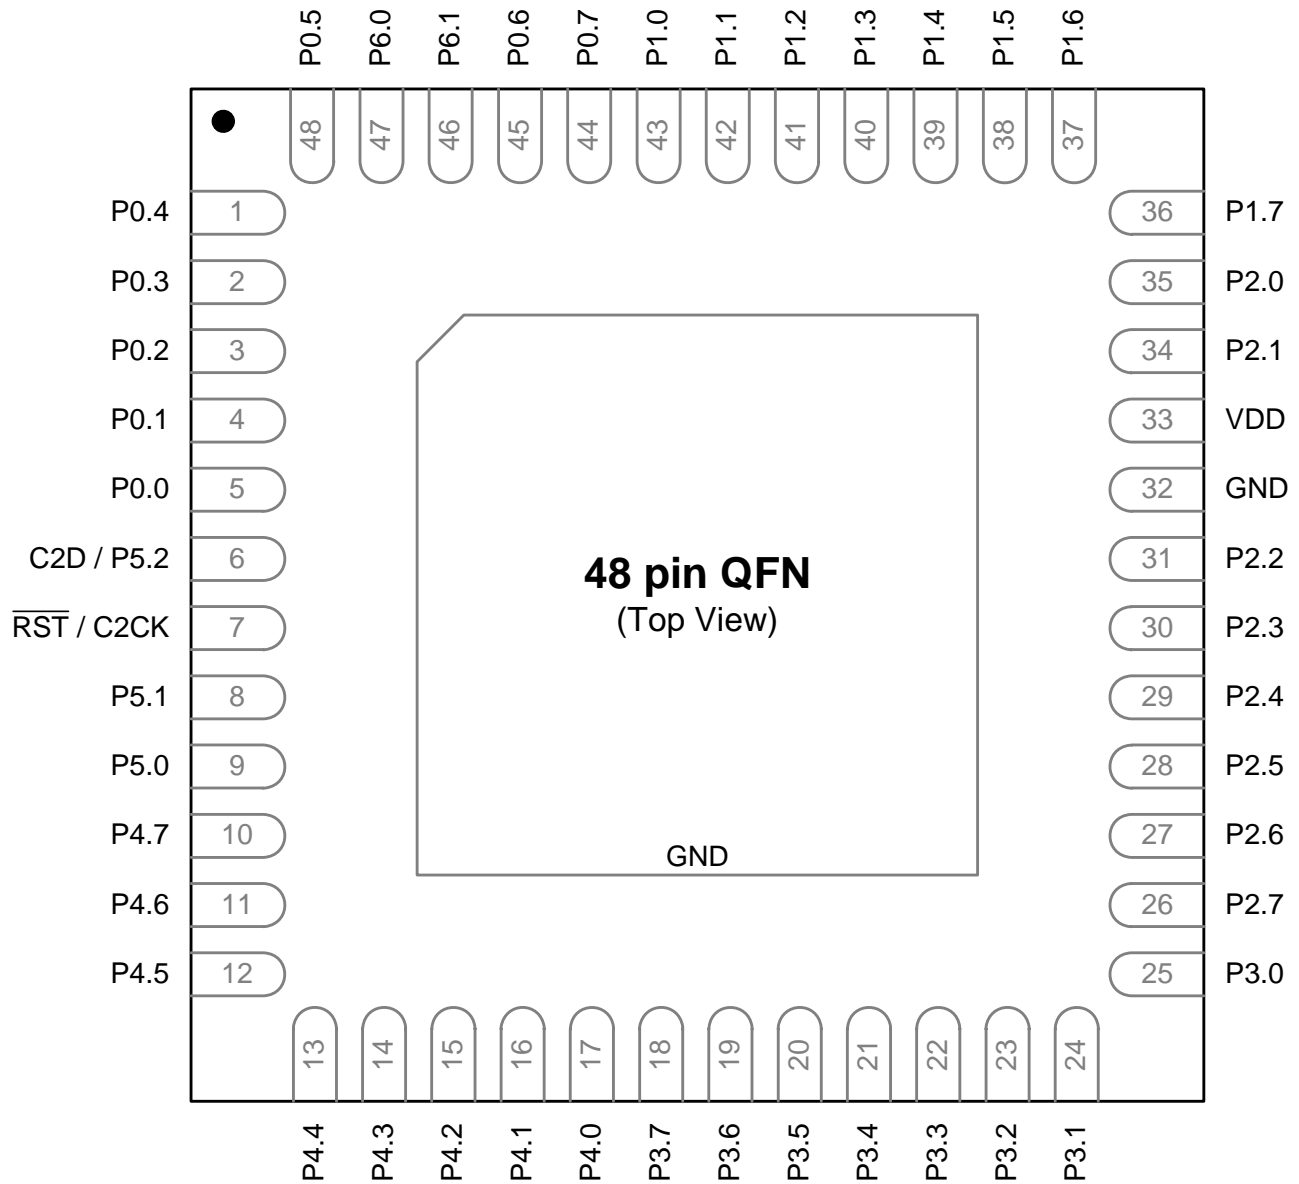 P0.5 P6.0 P6.1 P0.6 P0.7 P1.0 P1.1 P1.2 P1.3 P1.4 P1.5 P1.6
48 47 46 45 44 43 42 41 40 39 38 37
P0.4 1 36 P1.7
P0.3 2 35 P2.0
P0.2 3 34 P2.1
P0.1 4 33 VDD
P0.0 5 32 GND
C2D / P5.2 6 31 P2.2
48 pin QFN
(Top View)
R̅S̅T̅ / C2CK 7 30 P2.3
P5.1 8 29 P2.4
P5.0 9 28 P2.5
P4.7 10 27 P2.6
GND
P4.6 11 26 P2.7
P4.5 12 25 P3.0
13 14 15 16 17 18 19 20 21 22 23 24
P4.4 P4.3 P4.2 P4.1 P4.0 P3.7 P3.6 P3.5 P3.4 P3.3 P3.2 P3.1